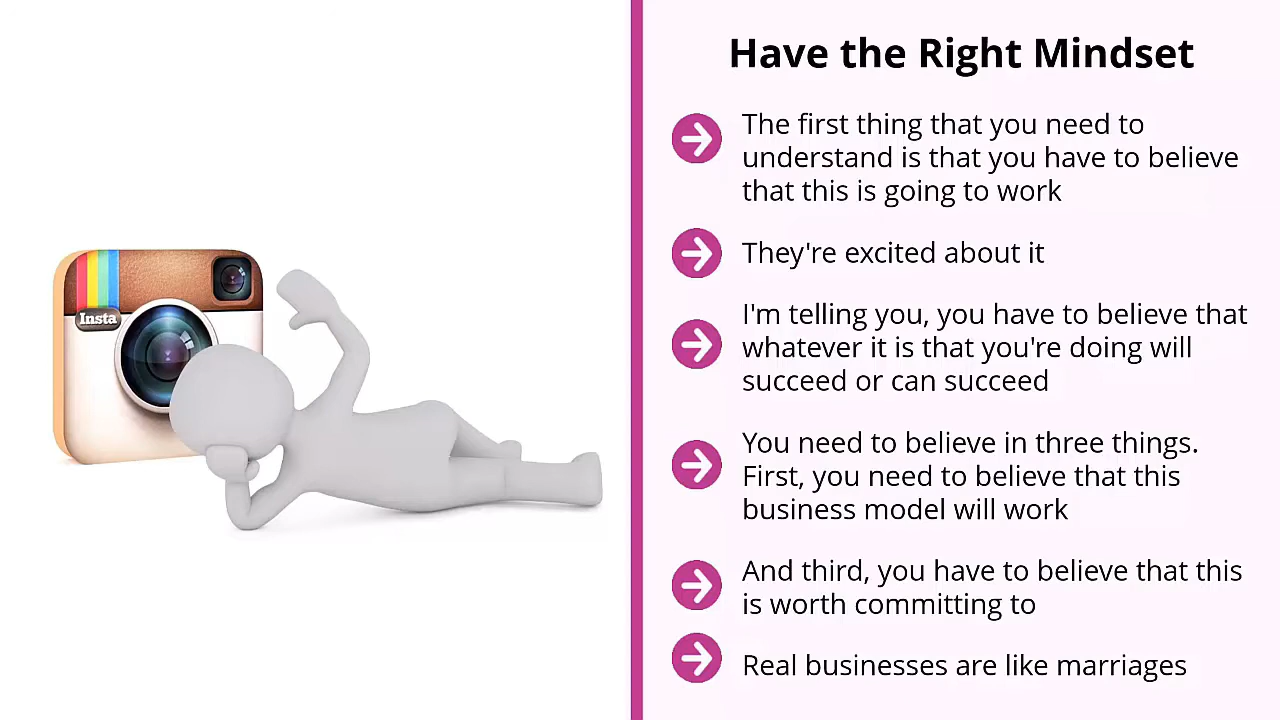 Insta
Have the Right Mindset
The first thing that you need to
understand is that you have to believe
that this is going to work
They're excited about it
I'm telling you, you have to believe that
whatever it is that you're doing will
succeed or can succeed
You need to believe in three things.
First, you need to believe that this
business model will work
And third, you have to believe that this
is worth committing to
Real businesses are like marriages